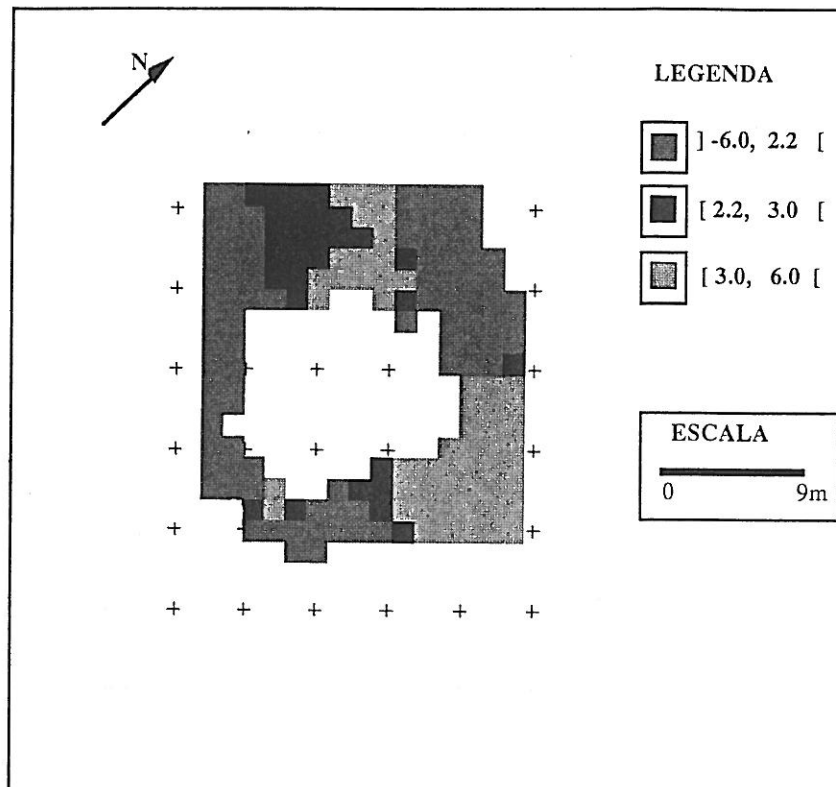 N
LEGENDA
] -6.0, 2.2 [
[ 2.2, 3.0 [
[ 3.0, 6.0 [
ESCALA
0 9m